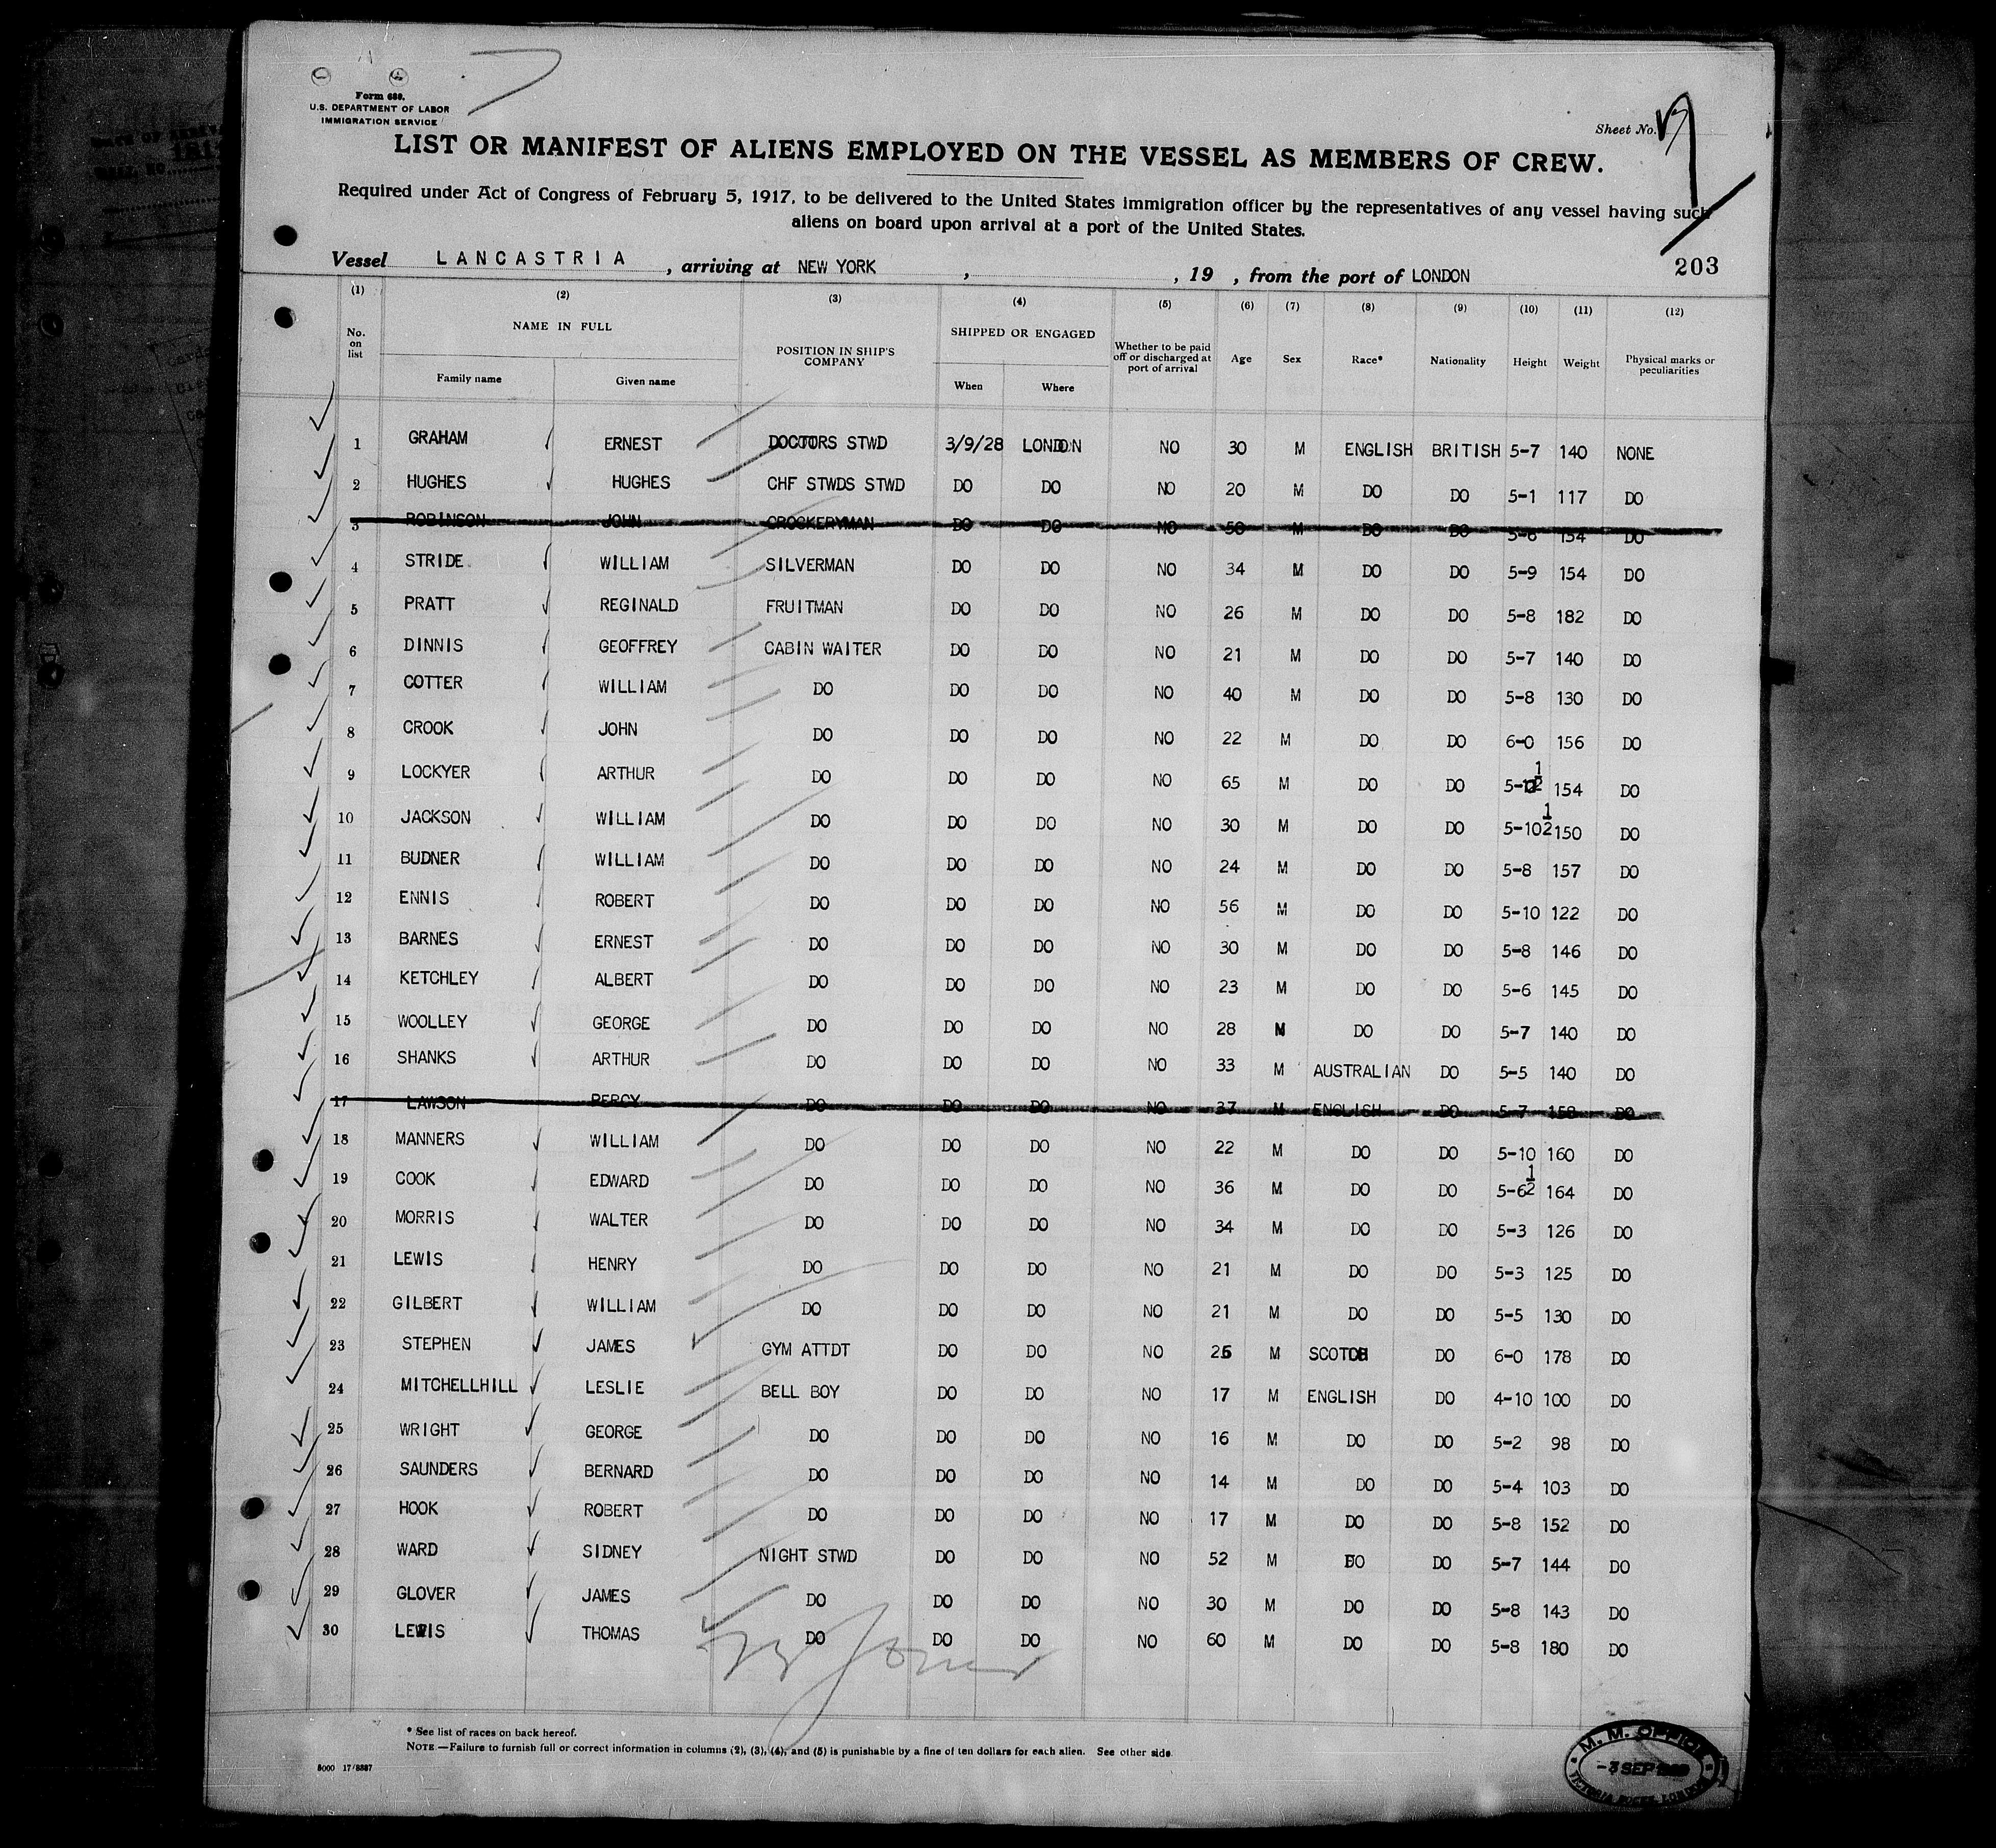 Form 680.
U.S. DEPARTMENT OF LABOR
IMMIGRATION SERVICE
Sheet No.
LIST OR MANIFEST OF ALIENS EMPLOYED ON THE VESSEL AS MEMBERS OF CREW.
Required under Act of Congress of February 5, 1917, to be delivered to the United States immigration officer by the representatives of any vessel having such
aliens on board upon arrival at a port of the United States.
Vessel LANCASTRIA , arriving at NEW YORK , , 19 , from the port of LONDON
203
(1) (2) (3) (4) (5) (6) (7) (8) (9) (10) (11) (12)
No. on list NAME IN FULL Family name Given name POSITION IN SHIP'S COMPANY SHIPPED OR ENGAGED When Where Whether to be paid off or discharged at port of arrival Age Sex Race* Nationality Height Weight Physical marks or peculiarities
1 GRAHAM ERNEST DOCTORS STWD 3/9/28 LONDON NO 30 M ENGLISH BRITISH 5-7 140 NONE
2 HUGHES HUGHES CHF STWDS STWD DO DO NO 20 M DO DO 5-1 117 DO
3 ROBINSON JOHN CROCKERYMAN DO DO NO 50 M DO DO 5-6 154 DO
4 STRIDE WILLIAM SILVERMAN DO DO NO 34 M DO DO 5-9 154 DO
5 PRATT REGINALD FRUITMAN DO DO NO 26 M DO DO 5-8 182 DO
6 DINNIS GEOFFREY CABIN WAITER DO DO NO 21 M DO DO 5-7 140 DO
7 COTTER WILLIAM DO DO DO NO 40 M DO DO 5-8 130 DO
8 CROOK JOHN DO DO DO NO 22 M DO DO 6-0 156 DO
9 LOCKYER ARTHUR DO DO DO NO 65 M DO DO 154 DO
10 JACKSON WILLIAM DO DO DO NO 30 M DO DO 5-10½ 150 DO
11 BUDNER WILLIAM DO DO DO NO 24 M DO DO 5-8 157 DO
12 ENNIS ROBERT DO DO DO NO 56 M DO DO 5-10 122 DO
13 BARNES ERNEST DO DO DO NO 30 M DO DO 5-8 146 DO
14 KETCHLEY ALBERT DO DO DO NO 23 M DO DO 5-6 145 DO
15 WOOLLEY GEORGE DO DO DO NO 28 M DO DO 5-7 140 DO
16 SHANKS ARTHUR DO DO DO NO 33 M AUSTRALIAN DO 5-5 140 DO
17 LAWSON PERCY DO DO DO NO 37 M ENGLISH DO 5-7 158 DO
18 MANNERS WILLIAM DO DO DO NO 22 M DO DO 5-10 160 DO
19 COOK EDWARD DO DO DO NO 36 M DO DO 5-6½ 164 DO
20 MORRIS WALTER DO DO DO NO 34 M DO DO 5-3 126 DO
21 LEWIS HENRY DO DO DO NO 21 M DO DO 5-3 125 DO
22 GILBERT WILLIAM DO DO DO NO 21 M DO DO 5-5 130 DO
23 STEPHEN JAMES GYM ATTDT DO DO NO 25 M SCOTCH DO 6-0 178 DO
24 MITCHELLHILL LESLIE BELL BOY DO DO NO 17 M ENGLISH DO 4-10 100 DO
25 WRIGHT GEORGE DO DO DO NO 16 M DO DO 5-2 98 DO
26 SAUNDERS BERNARD DO DO DO NO 14 M DO DO 5-4 103 DO
27 HOOK ROBERT DO DO DO NO 17 M DO DO 5-8 152 DO
28 WARD SIDNEY NIGHT STWD DO DO NO 52 M DO DO 5-7 144 DO
29 GLOVER JAMES DO DO DO NO 30 M DO DO 5-8 143 DO
30 LEWIS THOMAS DO DO DO NO 60 M DO DO 5-8 180 DO
* See list of races on back hereof.
NOTE.—Failure to furnish full or correct information in columns (2), (3), (4), and (5) is punishable by a fine of ten dollars for each alien. See other side.
5000 17/8887
M. M. OFFICE
-3 SEP
VICTORIA DOCKS, LONDON